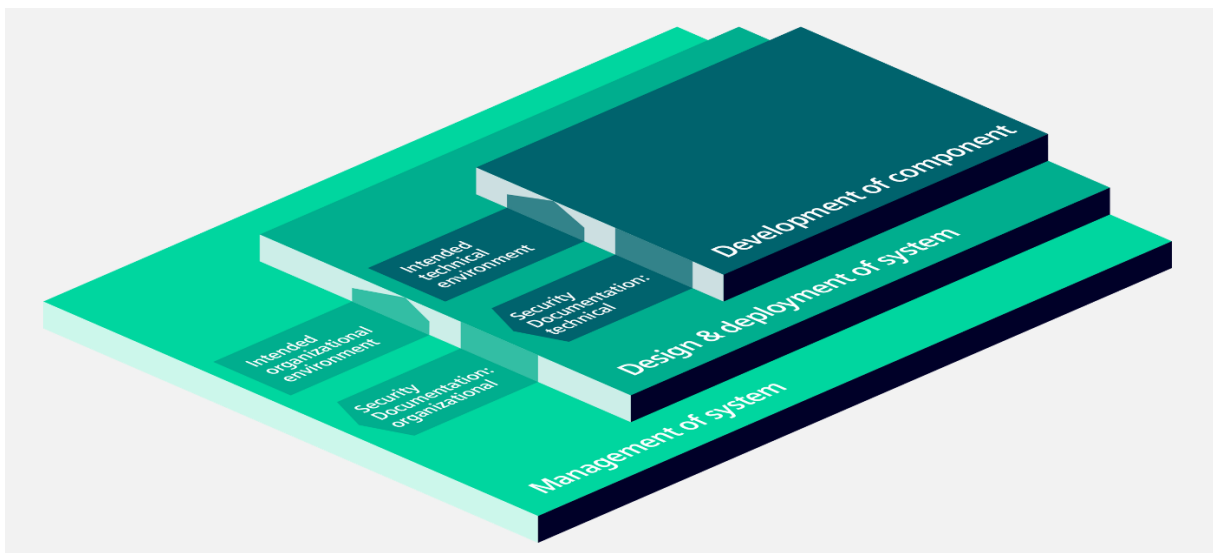 Development of component
Intended
technical
environment
Security
Documentation:
technical
Design & deployment of system
Intended
organizational
environment
Security
Documentation:
organizational
Management of system